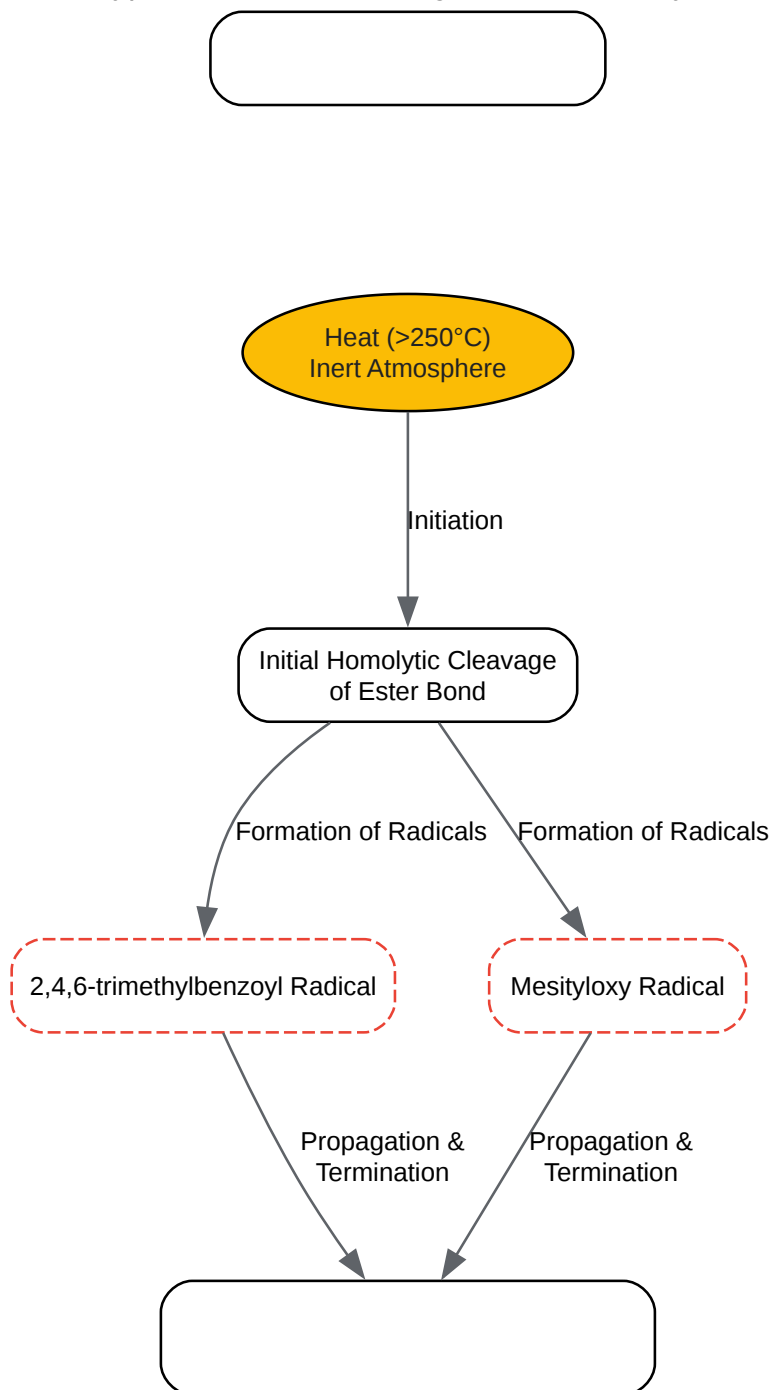 Heat (>250°C)
Inert Atmosphere
Initiation
Initial Homolytic Cleavage
of Ester Bond
Formation of Radicals
Formation of Radicals
2,4,6-trimethylbenzoyl Radical
Mesityloxy Radical
Propagation &
Termination
Propagation &
Termination